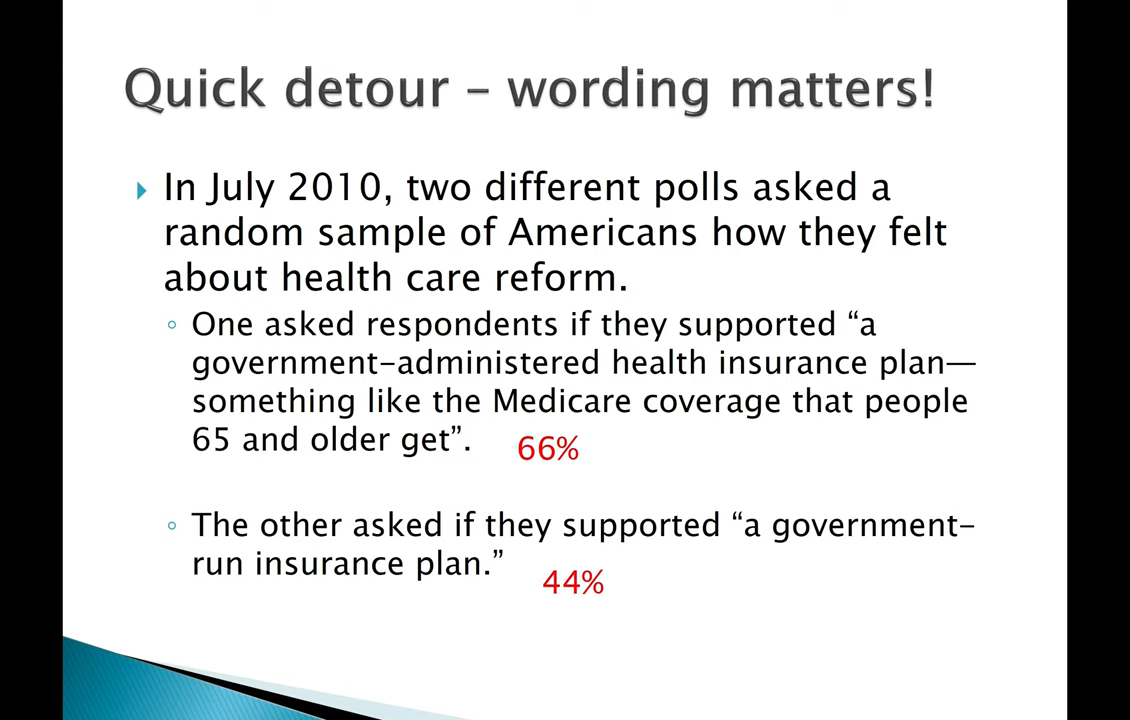 Quick detour – wording matters!
In July 2010, two different polls asked a
random sample of Americans how they felt
about health care reform.
One asked respondents if they supported “a
government-administered health insurance plan—
something like the Medicare coverage that people
65 and older get”.
66%
The other asked if they supported “a government-
run insurance plan.”
44%